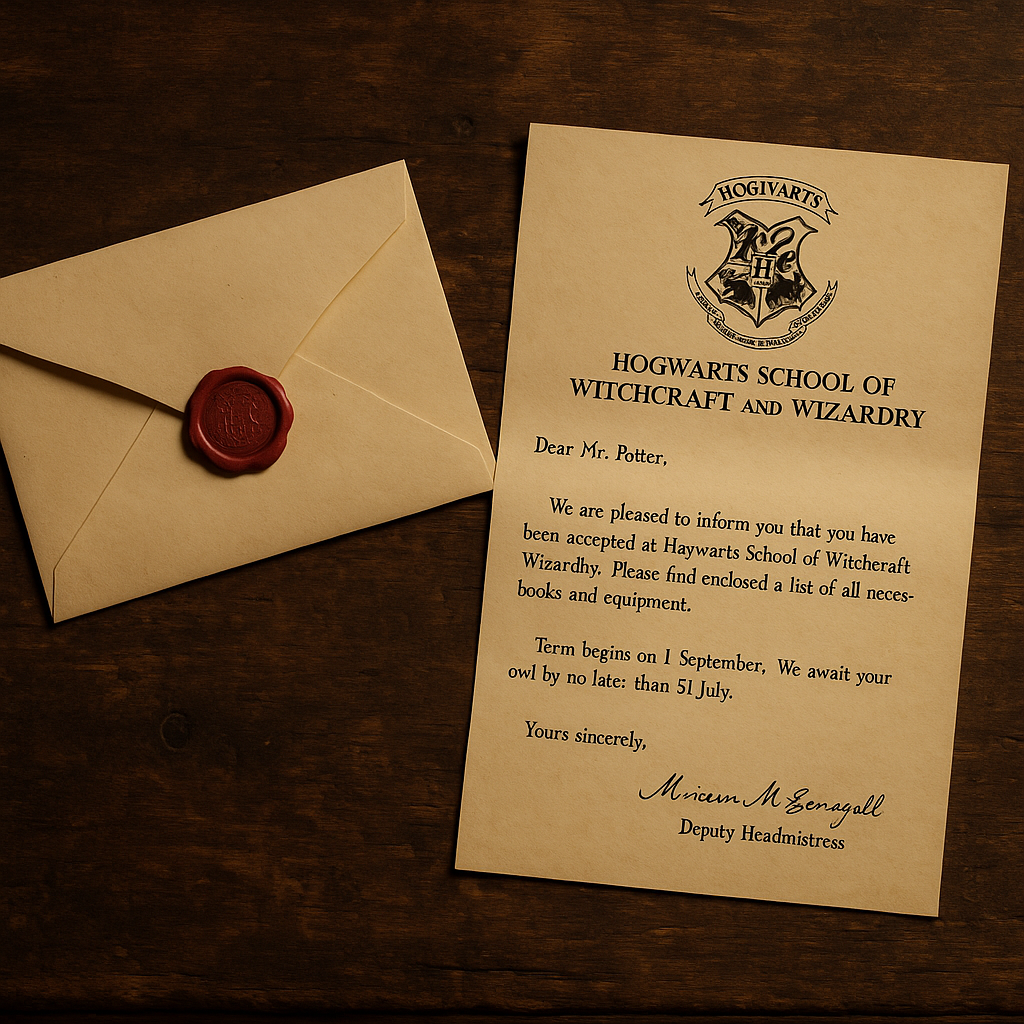 HOGIVARTS
H
HOGWARTS SCHOOL OF
WITCHCRAFT AND WIZARDRY
Dear Mr. Potter,
We are pleased to inform you that you have
been accepted at Haywarts School of Witcheraft
Wizardhy. Please find enclosed a list of all neces-
books and equipment.
Term begins on 1 September, We await your
owl by no late: than 51 July.
Yours sincerely,
M
Deputy Headmistress